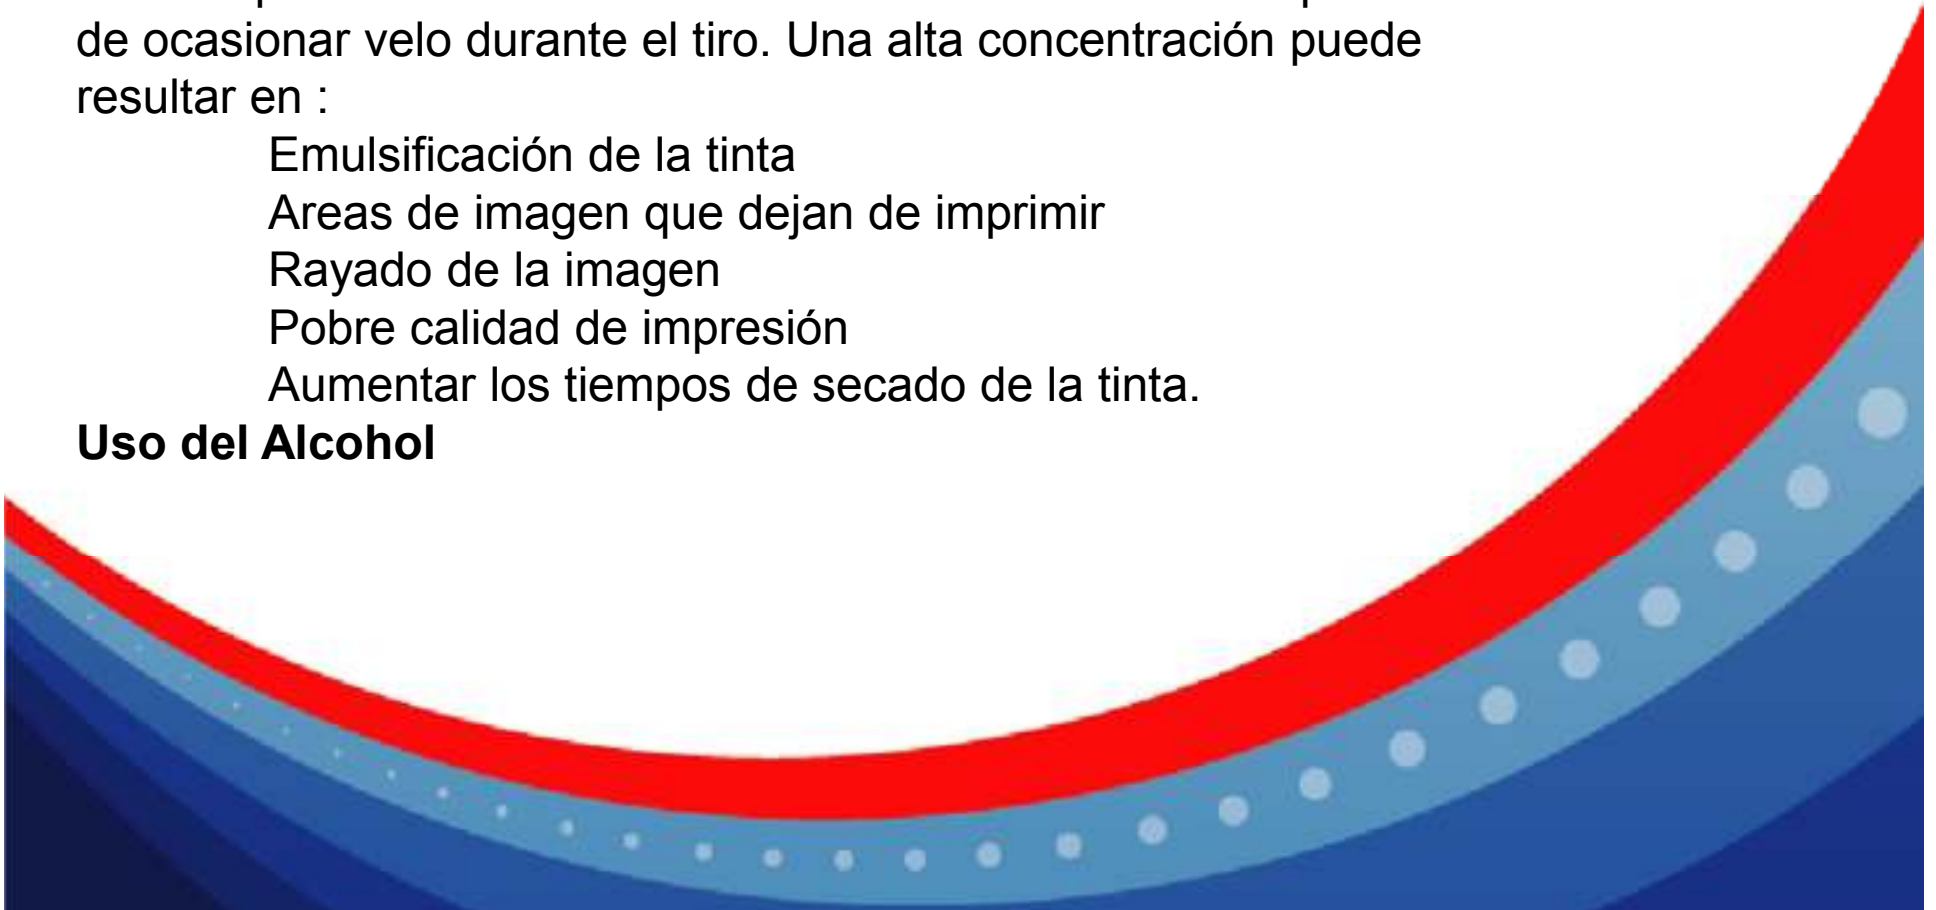 de ocasionar velo durante el tiro. Una alta concentración puede
resultar en :
Emulsificación de la tinta
Areas de imagen que dejan de imprimir
Rayado de la imagen
Pobre calidad de impresión
Aumentar los tiempos de secado de la tinta.
Uso del Alcohol